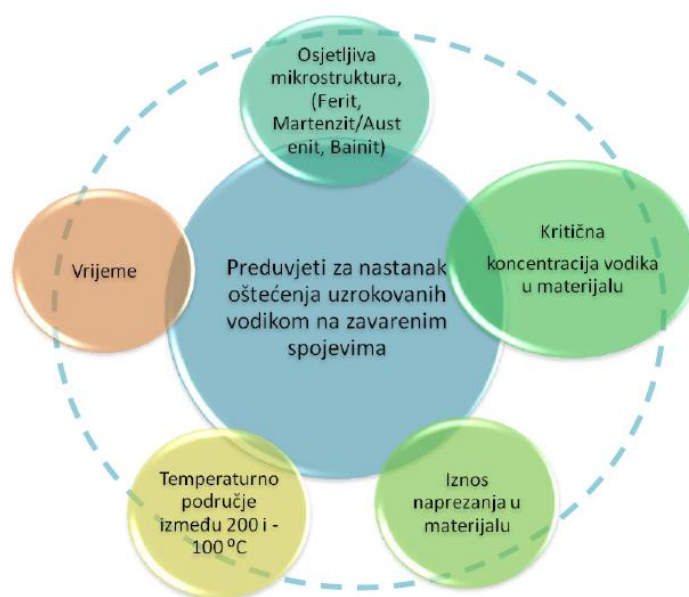 Osjetljiva
mikrostruktura,
(Ferit,
Martenzit/Aust
enit, Bainit)
Kritična
koncentracija vodika
u materijalu
Vrijeme
Preduvjeti za nastanak
oštećenja uzrokovanih
vodikom na zavarenim
spojevima
Temperaturno
područje
između 200 i -
100 ⁰C
Iznos
naprezanja u
materijalu